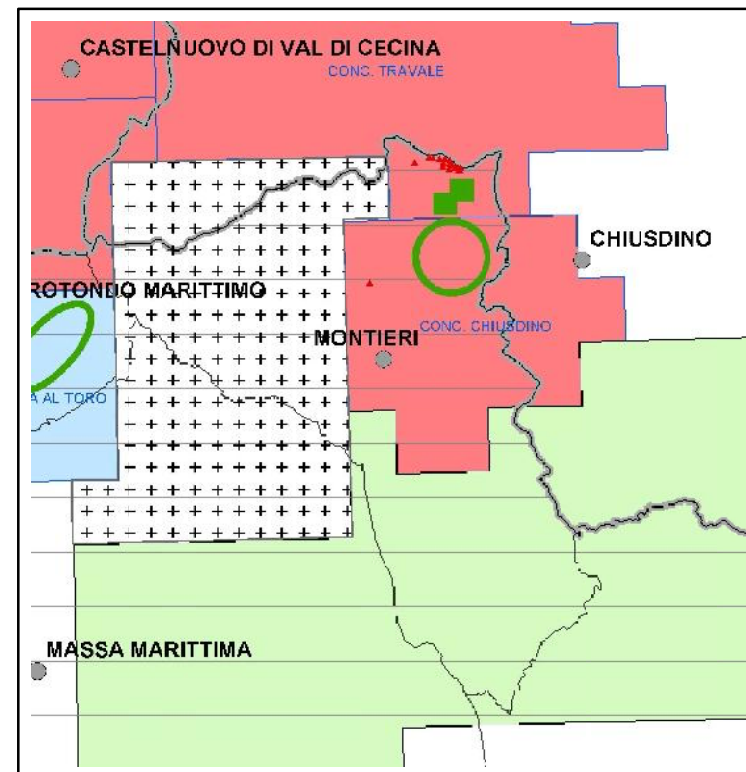 CASTELNUOVO DI VAL DI CECINA
CONC. TRAVALE
CHIUSDINO
ROTONDO MARITTIMO
CONC. CHIUSDINO
MONTIERI
A AL TORO
MASSA MARITTIMA